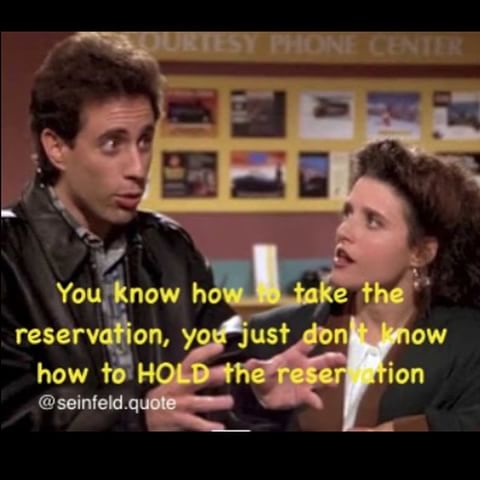 COURTESY PHONE CENTER
You know how to take the
reservation, you just don't know
how to HOLD the reservation
@seinfeld.quote